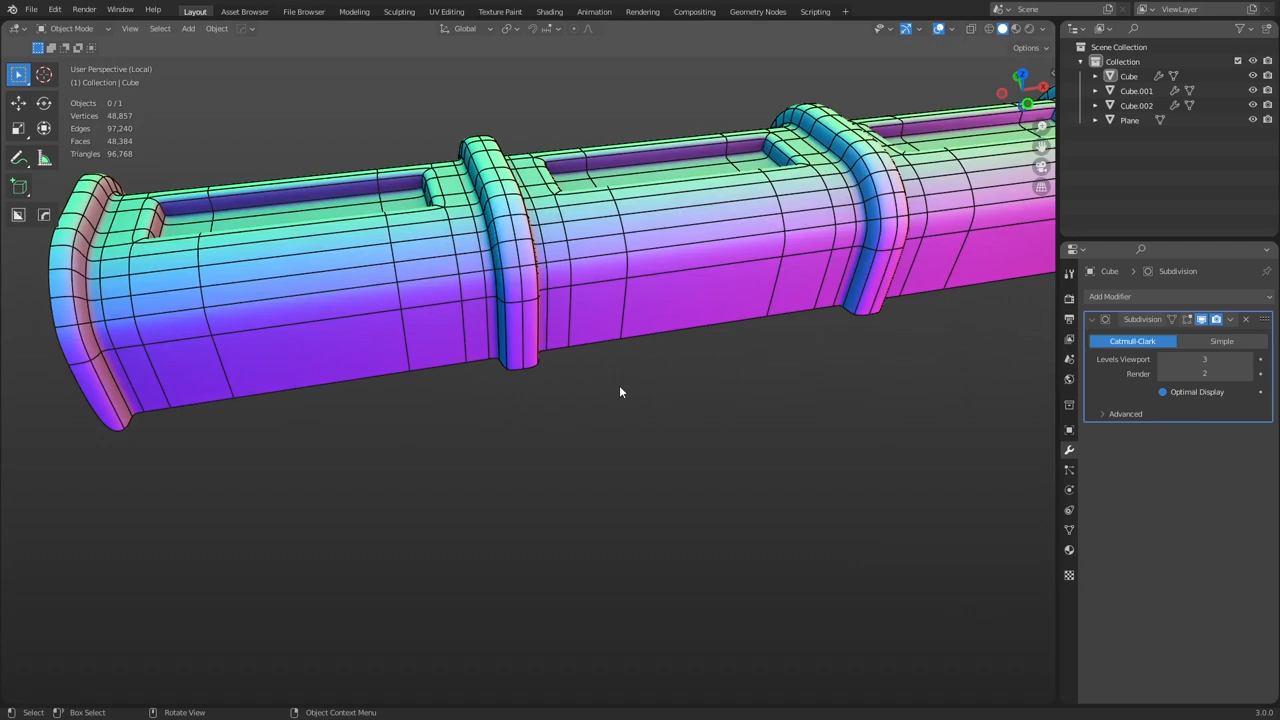 File Edit Render Window Help Layout Asset Browser File Browser Modeling Sculpting UV Editing Texture Paint Shading Animation Rendering Compositing Geometry Nodes Scripting + Scene ViewLayer
Object Mode View Select Add Object Global
Options
User Perspective (Local)
(1) Collection | Cube
Objects 0 / 1
Vertices 48,857
Edges 97,240
Faces 48,384
Triangles 96,768
Scene Collection
Collection
Cube
Cube.001
Cube.002
Plane
Cube > Subdivision
Add Modifier
Subdivision
Catmull-Clark Simple
Levels Viewport 3
Render 2
Optimal Display
Advanced
Select Box Select Rotate View Object Context Menu 3.0.0